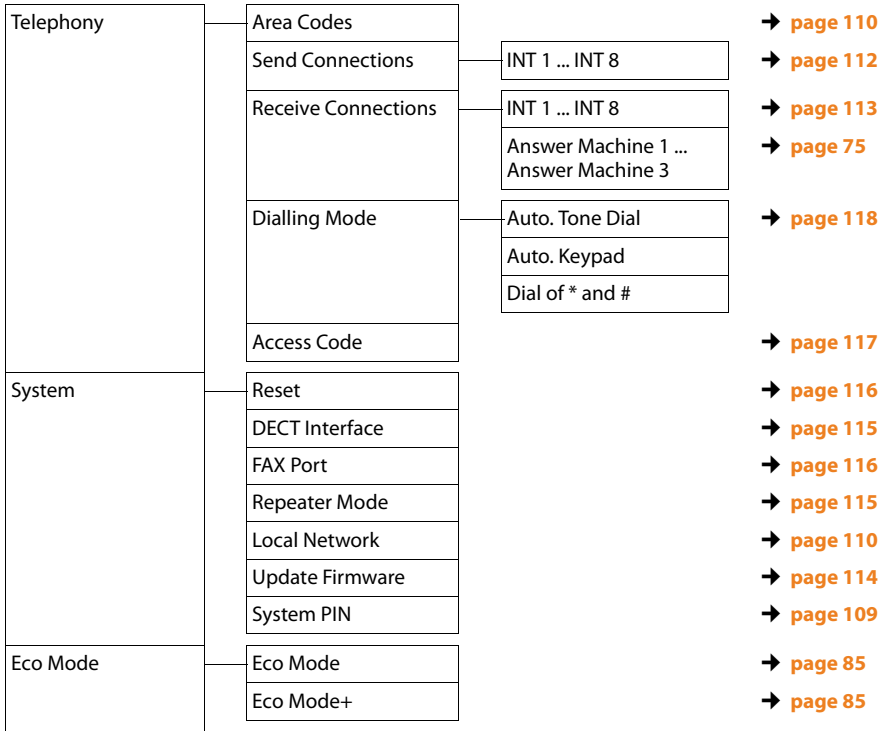 Telephony Area Codes → page 110
Send Connections INT 1 ... INT 8 → page 112
Receive Connections INT 1 ... INT 8 → page 113
Answer Machine 1 ... → page 75
Answer Machine 3
Dialling Mode Auto. Tone Dial → page 118
Auto. Keypad
Dial of * and #
Access Code → page 117
System Reset → page 116
DECT Interface → page 115
FAX Port → page 116
Repeater Mode → page 115
Local Network → page 110
Update Firmware → page 114
System PIN → page 109
Eco Mode Eco Mode → page 85
Eco Mode+ → page 85